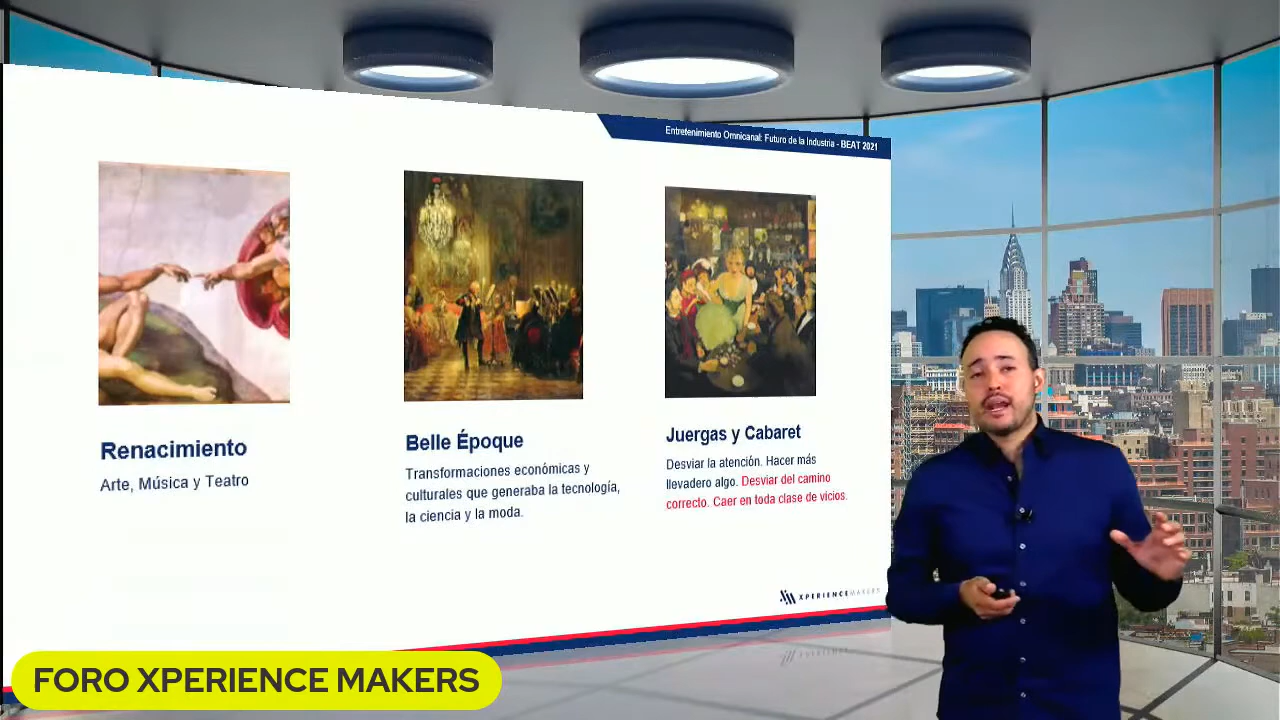 Entretenimiento Omnicanal: Futuro de la Industria - BEAT 2021
Renacimiento
Arte, Música y Teatro
Belle Époque
Transformaciones económicas y
culturales que generaba la tecnología,
la ciencia y la moda.
Juergas y Cabaret
Desviar la atención. Hacer más
llevadero algo. Desviar del camino
correcto. Caer en toda clase de vicios.
XPERIENCEMAKERS
FORO XPERIENCE MAKERS